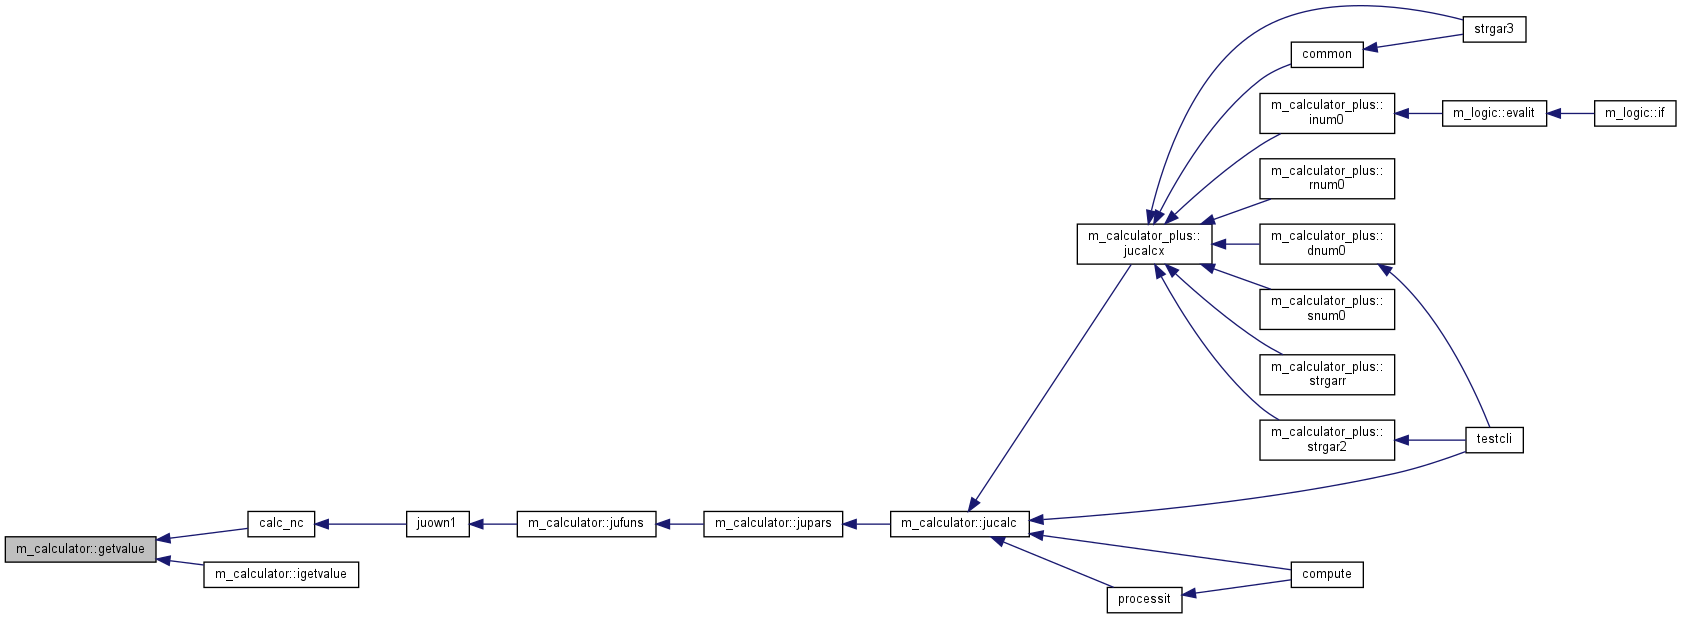 strgar3
common
m_calculator_plus::
inum0
m_logic::evalit
m_logic::if
m_calculator_plus::
rnum0
m_calculator_plus::
jucalcx
m_calculator_plus::
dnum0
m_calculator_plus::
snum0
m_calculator_plus::
strgarr
m_calculator_plus::
strgar2
testcli
calc_nc
juown1
m_calculator::jufuns
m_calculator::jupars
m_calculator::jucalc
m_calculator::getvalue
m_calculator::igetvalue
compute
processit